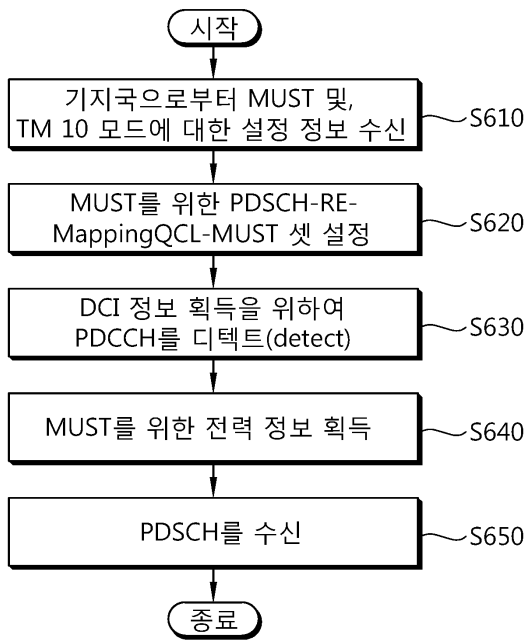 시작
기지국으로부터 MUST 및,
TM 10 모드에 대한 설정 정보 수신
S610
MUST를 위한 PDSCH-RE-
MappingQCL-MUST 셋 설정
S620
DCI 정보 획득을 위하여
PDCCH를 디텍트(detect)
S630
MUST를 위한 전력 정보 획득
S640
PDSCH를 수신
S650
종료